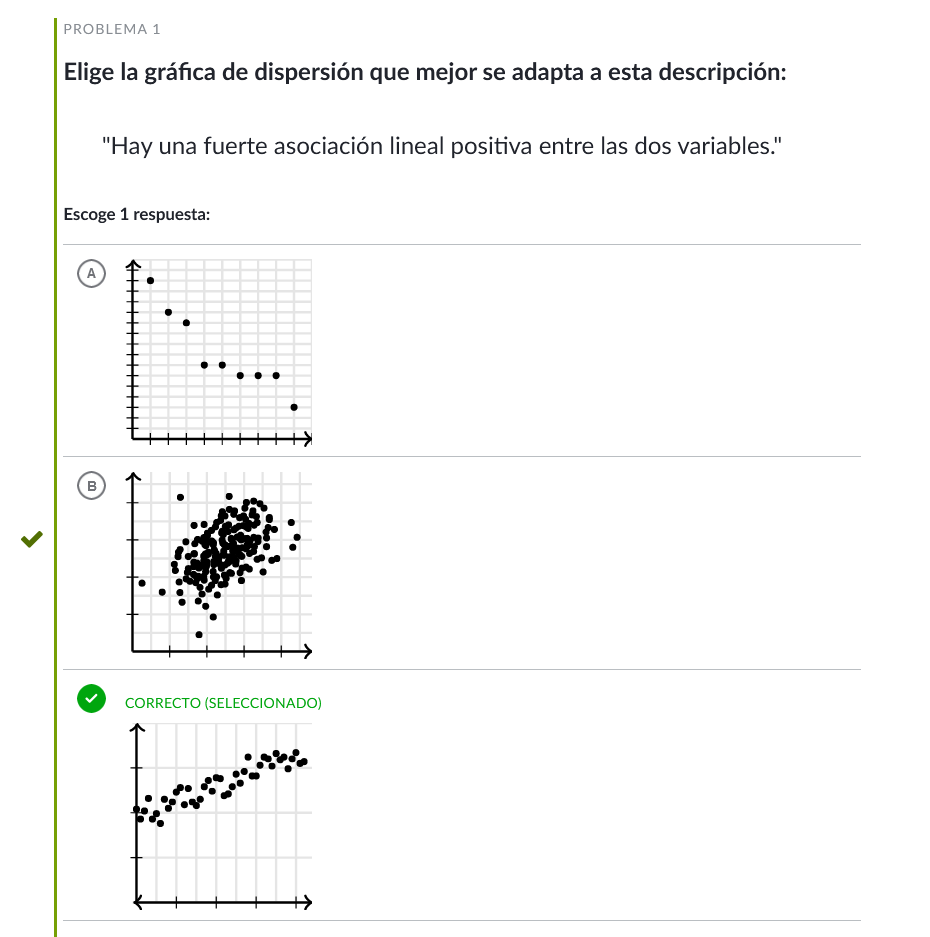 PROBLEMA 1
Elige la gráfica de dispersión que mejor se adapta a esta descripción:
"Hay una fuerte asociación lineal positiva entre las dos variables."
Escoge 1 respuesta:
A
B
CORRECTO (SELECCIONADO)